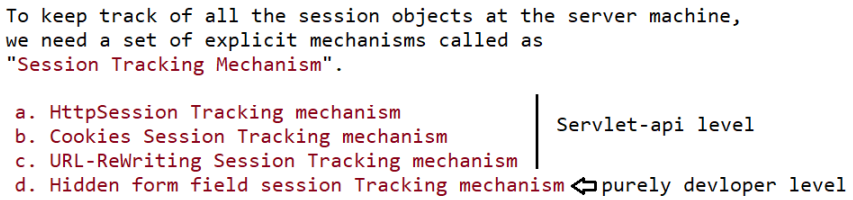 To keep track of all the session objects at the server machine,
we need a set of explicit mechanisms called as
"Session Tracking Mechanism".
a. HttpSession Tracking mechanism
b. Cookies Session Tracking mechanism
c. URL-ReWriting Session Tracking mechanism
Servlet-api level
d. Hidden form field session Tracking mechanism purely devloper level